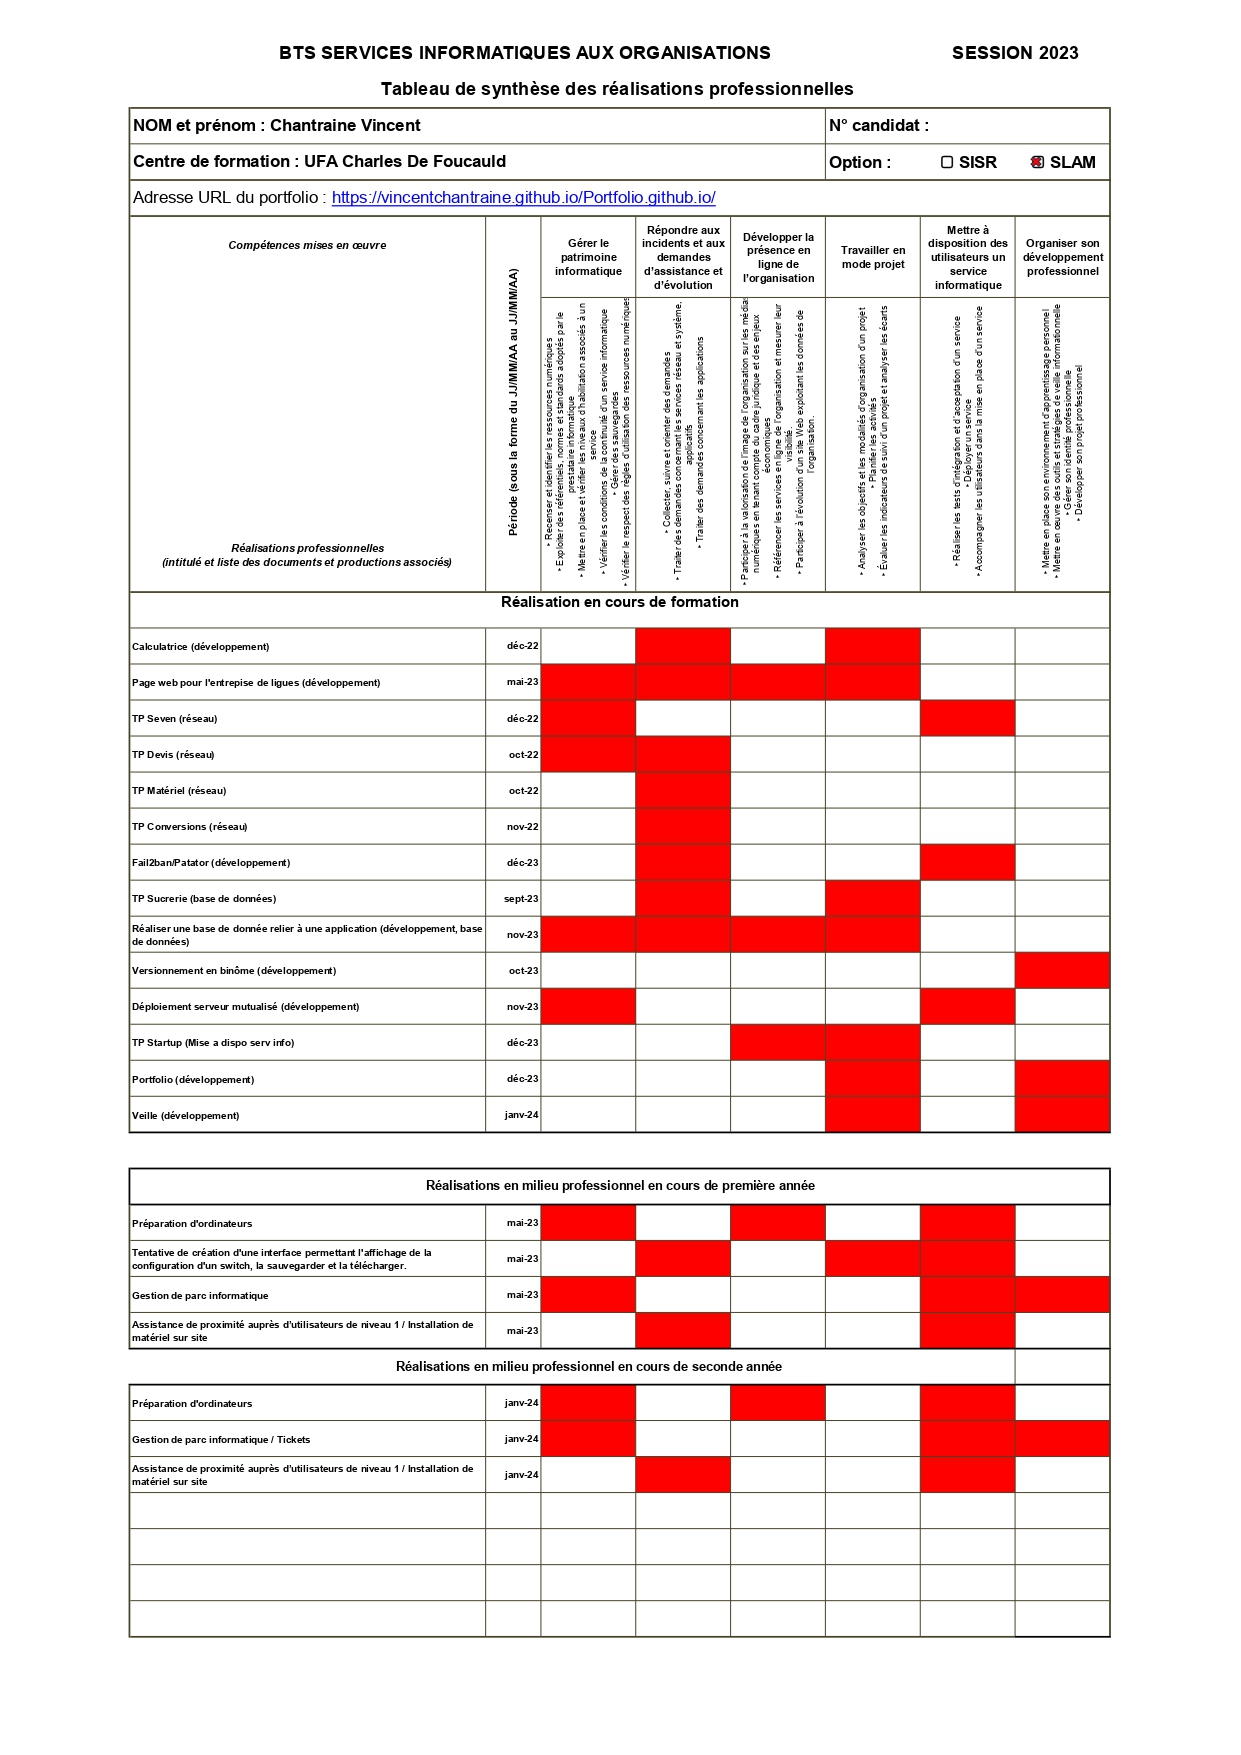 BTS SERVICES INFORMATIQUES AUX ORGANISATIONS SESSION 2023
Tableau de synthèse des réalisations professionnelles
NOM et prénom : Chantraine Vincent N° candidat :
Centre de formation : UFA Charles De Foucauld Option : SISR SLAM
Adresse URL du portfolio : https://vincentchantraine.github.io/Portfolio.github.io/
Compétences mises en œuvre
Réalisations professionnelles
(intitulé et liste des documents et productions associés)
Période (sous la forme du JJ/MM/AA au JJ/MM/AA)
Gérer le
patrimoine
informatique
Répondre aux
incidents et aux
demandes
d'assistance et
d'évolution
Développer la
présence en
ligne de
l'organisation
Travailler en
mode projet
Mettre à
disposition des
utilisateurs un
service
informatique
Organiser son
développement
professionnel
‣ Recenser et identifier les ressources numériques
‣ Exploiter des référentiels, normes et standards adoptés par le
prestataire informatique
‣ Mettre en place et vérifier les niveaux d'habilitation associés à un
service
‣ Vérifier les conditions de la continuité d'un service informatique
‣ Gérer des sauvegardes
‣ Vérifier le respect des règles d'utilisation des ressources numériques
‣ Collecter, suivre et orienter des demandes
‣ Traiter des demandes concernant les services réseau et système,
applicatifs
‣ Traiter des demandes concernant les applications
‣ Participer à la valorisation de l'image de l'organisation sur les médias
numériques en tenant compte du cadre juridique et des enjeux
économiques
‣ Référencer les services en ligne de l'organisation et mesurer leur
visibilité.
‣ Participer à l'évolution d'un site Web exploitant les données de
l'organisation.
‣ Analyser les objectifs et les modalités d'organisation d'un projet
‣ Planifier les activités
‣ Évaluer les indicateurs de suivi d'un projet et analyser les écarts
‣ Réaliser les tests d'intégration et d'acceptation d'un service
‣ Déployer un service
‣ Accompagner les utilisateurs dans la mise en place d'un service
‣ Mettre en place son environnement d'apprentissage personnel
‣ Mettre en œuvre des outils et stratégies de veille informationnelle
‣ Gérer son identité professionnelle
‣ Développer son projet professionnel
Réalisation en cours de formation
Calculatrice (développement) déc-22
Page web pour l'entrepise de ligues (développement) mai-23
TP Seven (réseau) déc-22
TP Devis (réseau) oct-22
TP Matériel (réseau) oct-22
TP Conversions (réseau) nov-22
Fail2ban/Patator (développement) déc-23
TP Sucrerie (base de données) sept-23
Réaliser une base de donnée relier à une application (développement, base
de données) nov-23
Versionnement en binôme (développement) oct-23
Déploiement serveur mutualisé (développement) nov-23
TP Startup (Mise a dispo serv info) déc-23
Portfolio (développement) déc-23
Veille (développement) janv-24
Réalisations en milieu professionnel en cours de première année
Préparation d'ordinateurs mai-23
Tentative de création d'une interface permettant l'affichage de la
configuration d'un switch, la sauvegarder et la télécharger. mai-23
Gestion de parc informatique mai-23
Assistance de proximité auprès d'utilisateurs de niveau 1 / Installation de
matériel sur site mai-23
Réalisations en milieu professionnel en cours de seconde année
Préparation d'ordinateurs janv-24
Gestion de parc informatique / Tickets janv-24
Assistance de proximité auprès d'utilisateurs de niveau 1 / Installation de
matériel sur site janv-24